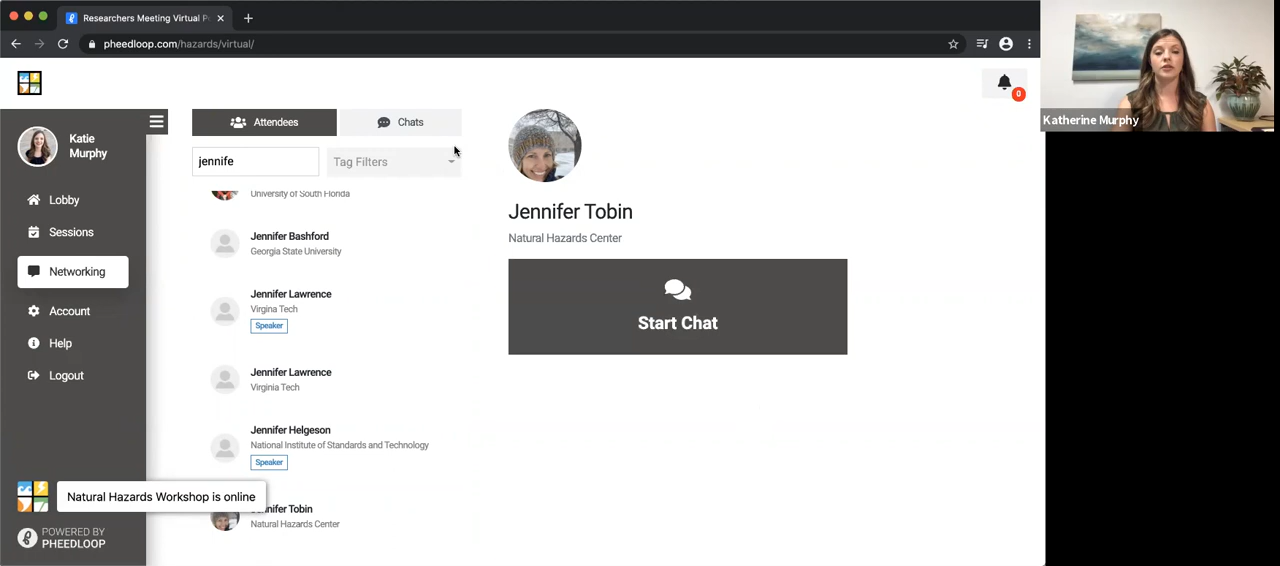 Researchers Meeting Virtual P
pheedloop.com/hazards/virtual/
Katherine Murphy
0
Katie
Murphy
Lobby
Sessions
Networking
Account
Help
Logout
Natural Hazards Workshop is online
POWERED BY
PHEEDLOOP
Attendees
Chats
jennife
Tag Filters
University of South Florida
Jennifer Bashford
Georgia State University
Jennifer Lawrence
Virgina Tech
Speaker
Jennifer Lawrence
Virginia Tech
Jennifer Helgeson
National Institute of Standards and Technology
Speaker
nnifer Tobin
Natural Hazards Center
Jennifer Tobin
Natural Hazards Center
Start Chat